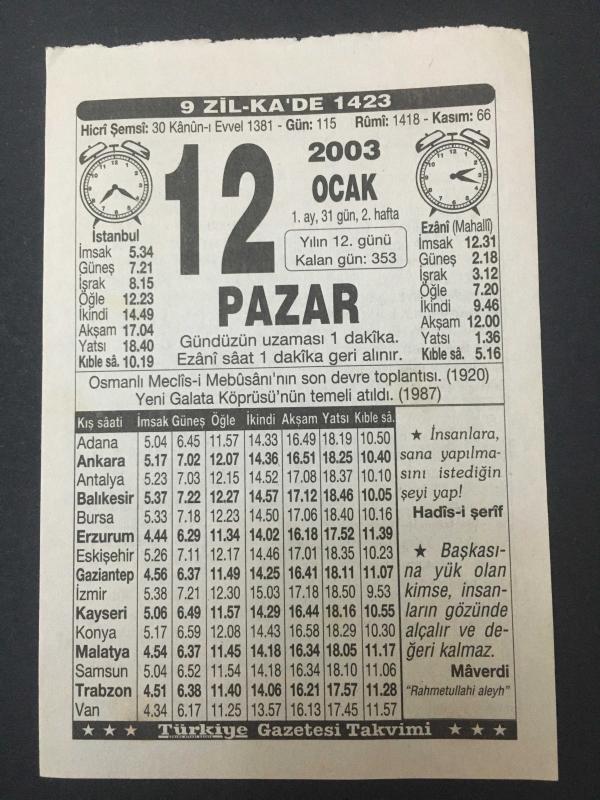 9 ZİL-KA'DE 1423
Hicrî Şemsî: 30 Kânûn-ı Evvel 1381 - Gün: 115 Rûmî: 1418 - Kasım: 66
12
2003
OCAK
1. ay, 31 gün, 2. hafta
Yılın 12. günü
Kalan gün: 353
PAZAR
Gündüzün uzaması 1 dakîka.
Ezânî sâat 1 dakîka geri alınır.
İstanbul
İmsak 5.34
Güneş 7.21
İşrak 8.15
Öğle 12.23
İkindi 14.49
Akşam 17.04
Yatsı 18.40
Kıble sâ. 10.19
Ezânî (Mahallî)
İmsak 12.31
Güneş 2.18
İşrak 3.12
Öğle 7.20
İkindi 9.46
Akşam 12.00
Yatsı 1.36
Kıble sâ. 5.16
Osmanlı Meclîs-i Mebûsânı'nın son devre toplantısı. (1920)
Yeni Galata Köprüsü'nün temeli atıldı. (1987)
Kış sâati İmsak Güneş Öğle İkindi Akşam Yatsı Kıble sâ.
Adana 5.04 6.45 11.57 14.33 16.49 18.19 10.50
Ankara 5.17 7.02 12.07 14.36 16.51 18.25 10.40
Antalya 5.23 7.03 12.15 14.52 17.08 18.37 10.10
Balıkesir 5.37 7.22 12.27 14.57 17.12 18.46 10.05
Bursa 5.33 7.18 12.23 14.50 17.06 18.40 10.16
Erzurum 4.44 6.29 11.34 14.02 16.18 17.52 11.39
Eskişehir 5.26 7.11 12.17 14.46 17.01 18.35 10.23
Gaziantep 4.56 6.37 11.49 14.25 16.41 18.11 11.07
İzmir 5.38 7.21 12.30 15.03 17.18 18.50 9.53
Kayseri 5.06 6.49 11.57 14.29 16.44 18.16 10.55
Konya 5.17 6.59 12.08 14.43 16.58 18.29 10.30
Malatya 4.54 6.37 11.45 14.18 16.34 18.05 11.17
Samsun 5.04 6.52 11.54 14.18 16.34 18.10 11.06
Trabzon 4.51 6.38 11.40 14.06 16.21 17.57 11.28
Van 4.34 6.17 11.25 13.57 16.13 17.45 11.57
★ İnsanlara,
sana yapılma-
sını istediğin
şeyi yap!
Hadîs-i şerîf
★ Başkası-
na yük olan
kimse, insan-
ların gözünde
alçalır ve de-
ğeri kalmaz.
Mâverdi
"Rahmetullahi aleyh"
★ ★ ★ Türkiye Gazetesi Takvimi ★ ★ ★